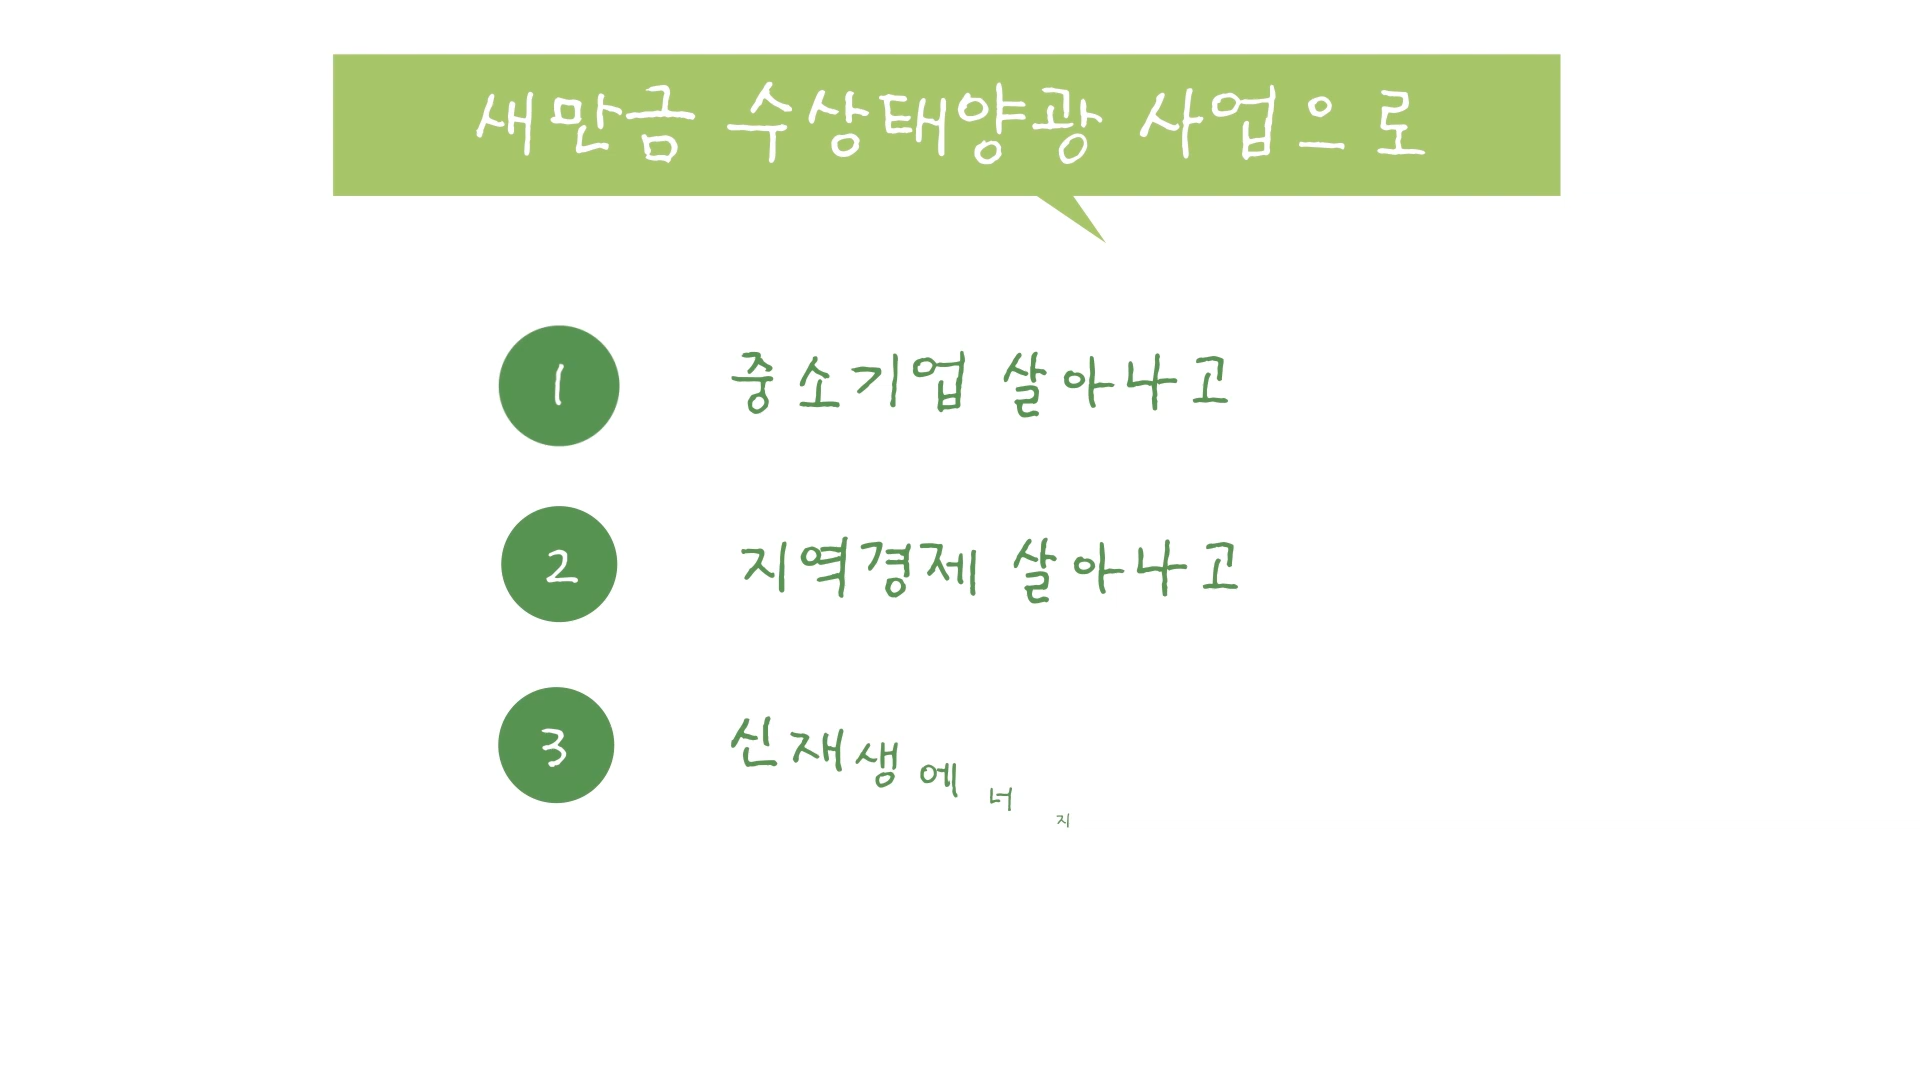 새만금 수상태양광 사업으로
1 중소기업 살아나고
2 지역경제 살아나고
3 신재생에너지